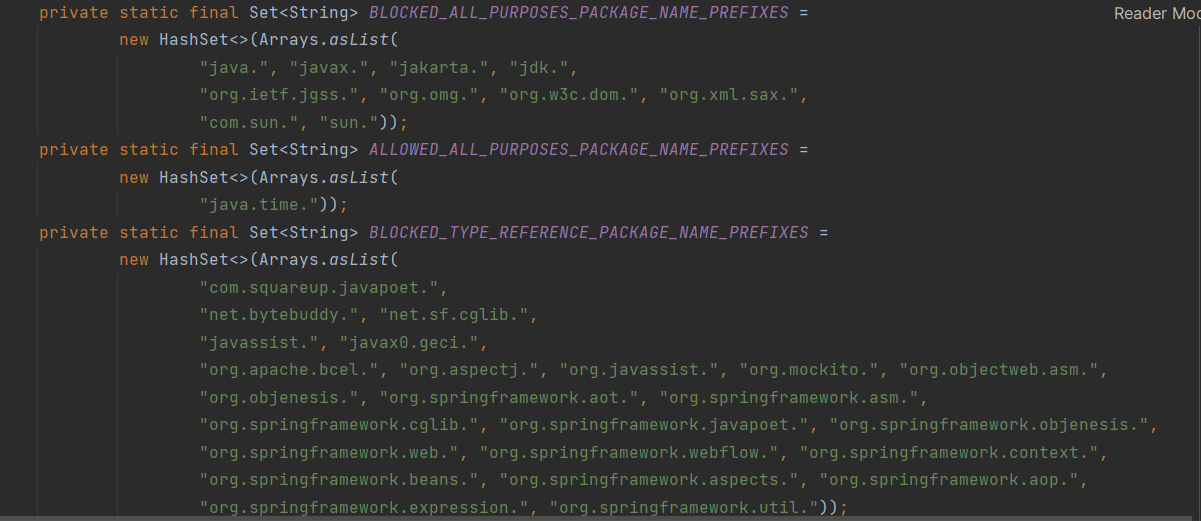 private static final Set<String> BLOCKED_ALL_PURPOSES_PACKAGE_NAME_PREFIXES =
Reader
new HashSet<>(Arrays.asList(
"java.", "javax.", "jakarta.", "jdk.",
"org.ietf.jgss.", "org.omg.", "org.w3c.dom.", "org.xml.sax.",
"com.sun.", "sun."));
private static final Set<String> ALLOWED_ALL_PURPOSES_PACKAGE_NAME_PREFIXES =
new HashSet<>(Arrays.asList(
"java.time."));
private static final Set<String> BLOCKED_TYPE_REFERENCE_PACKAGE_NAME_PREFIXES =
new HashSet<>(Arrays.asList(
"com.squareup.javapoet.",
"net.bytebuddy.", "net.sf.cglib.",
"javassist.", "javax0.geci.",
"org.apache.bcel.", "org.aspectj.", "org.javassist.", "org.mockito.", "org.objectweb.asm.",
"org.objenesis.", "org.springframework.aot.", "org.springframework.asm.",
"org.springframework.cglib.", "org.springframework.javapoet.", "org.springframework.objenesis.",
"org.springframework.web.", "org.springframework.webflow.", "org.springframework.context.",
"org.springframework.beans.", "org.springframework.aspects.", "org.springframework.aop.",
"org.springframework.expression.", "org.springframework.util."));